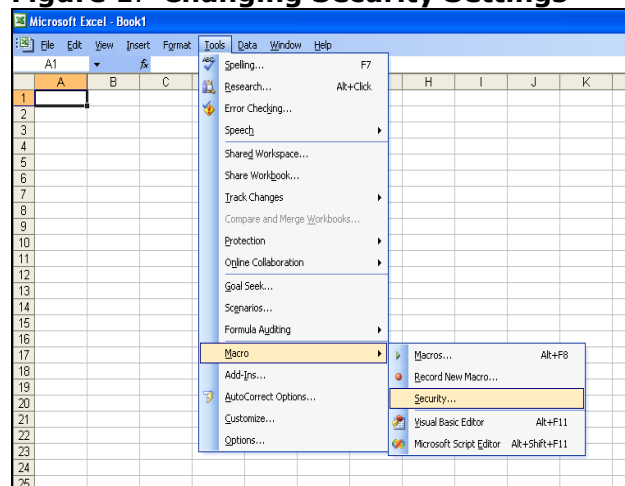 Figure 1: Changing Security Settings
Microsoft Excel - Book1
File Edit View Insert Format Tools Data Window Help
A1 fx
A B C H I J K
1
2
3
4
5
6
7
8
9
10
11
12
13
14
15
16
17
18
19
20
21
22
23
24
25
ABC Spelling... F7
Research... Alt+Click
Error Checking...
Speech
Shared Workspace...
Share Workbook...
Track Changes
Compare and Merge Workbooks...
Protection
Online Collaboration
Goal Seek...
Scenarios...
Formula Auditing
Macro
Add-Ins...
AutoCorrect Options...
Customize...
Options...
Macros... Alt+F8
Record New Macro...
Security...
Visual Basic Editor Alt+F11
Microsoft Script Editor Alt+Shift+F11